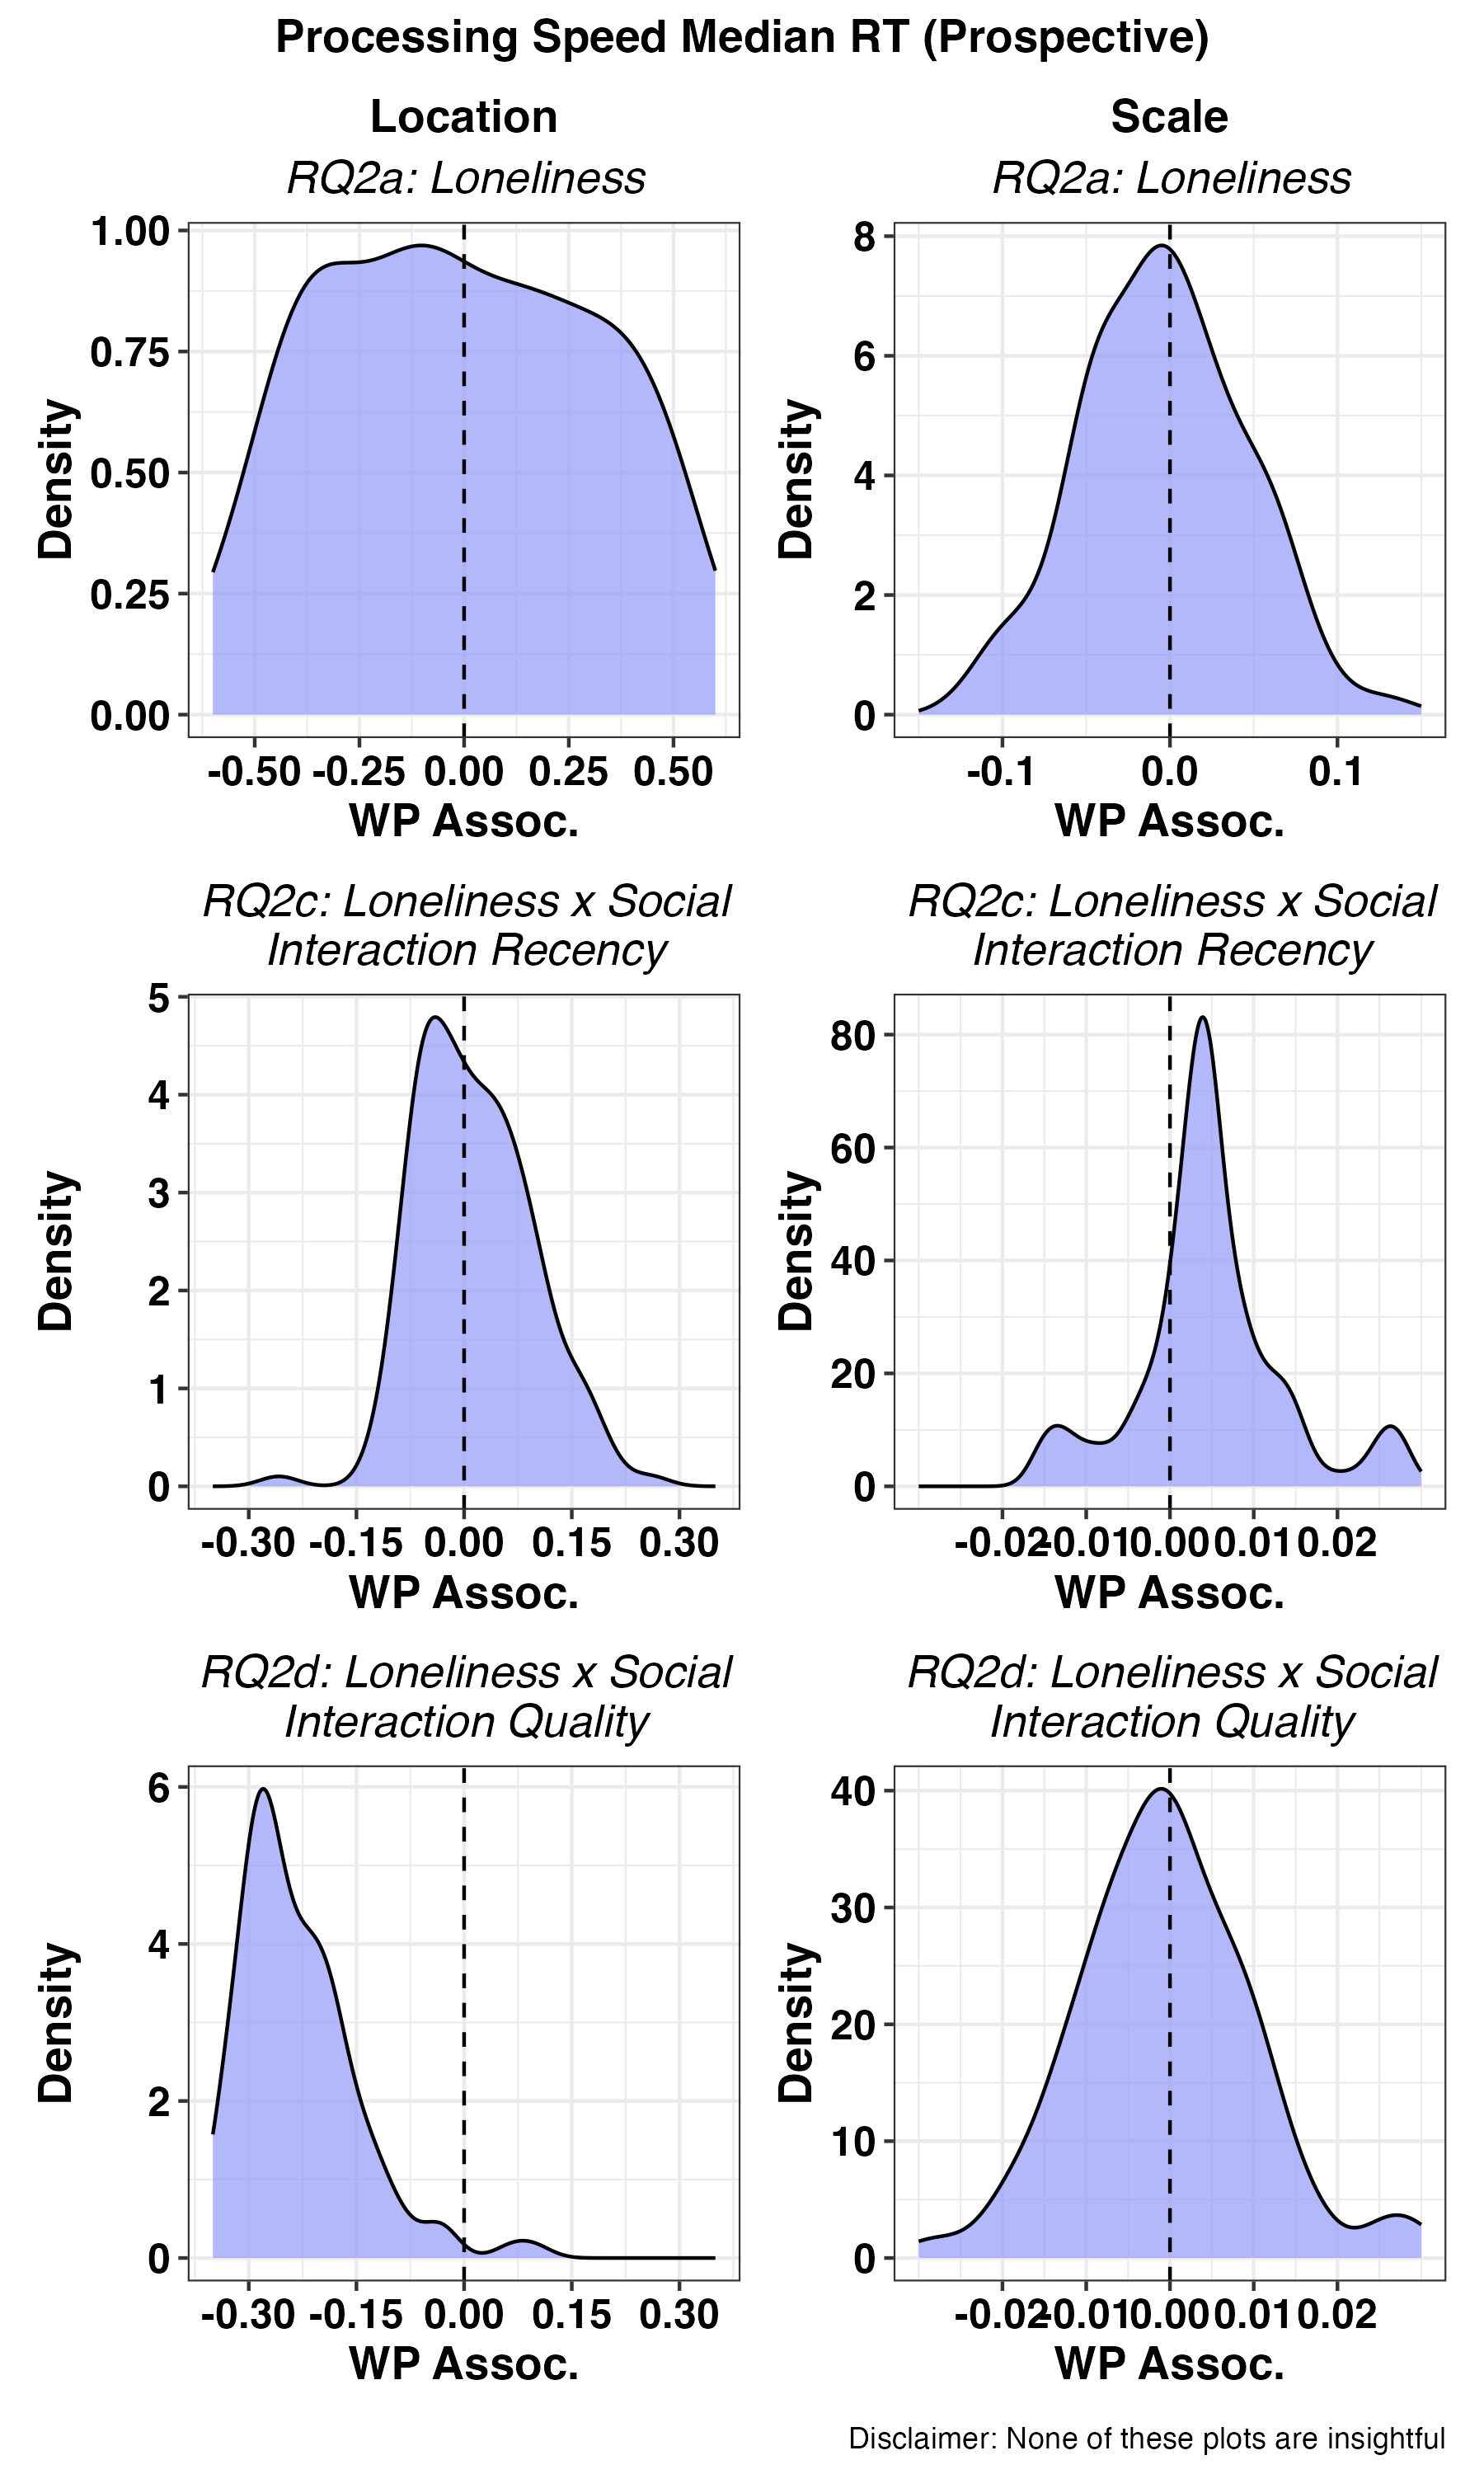 Processing Speed Median RT (Prospective)
Location
RQ2a: Loneliness
1.00
0.75
0.50
0.25
0.00
Density
-0.50 -0.25 0.00 0.25 0.50
WP Assoc.
Scale
RQ2a: Loneliness
8
6
4
2
0
Density
-0.1 0.0 0.1
WP Assoc.
RQ2c: Loneliness x Social
Interaction Recency
5
4
3
2
1
0
Density
-0.30 -0.15 0.00 0.15 0.30
WP Assoc.
RQ2c: Loneliness x Social
Interaction Recency
80
60
40
20
0
Density
-0.02 -0.01 0.00 0.01 0.02
WP Assoc.
RQ2d: Loneliness x Social
Interaction Quality
6
4
2
0
Density
-0.30 -0.15 0.00 0.15 0.30
WP Assoc.
RQ2d: Loneliness x Social
Interaction Quality
40
30
20
10
0
Density
-0.02 -0.01 0.00 0.01 0.02
WP Assoc.
Disclaimer: None of these plots are insightful